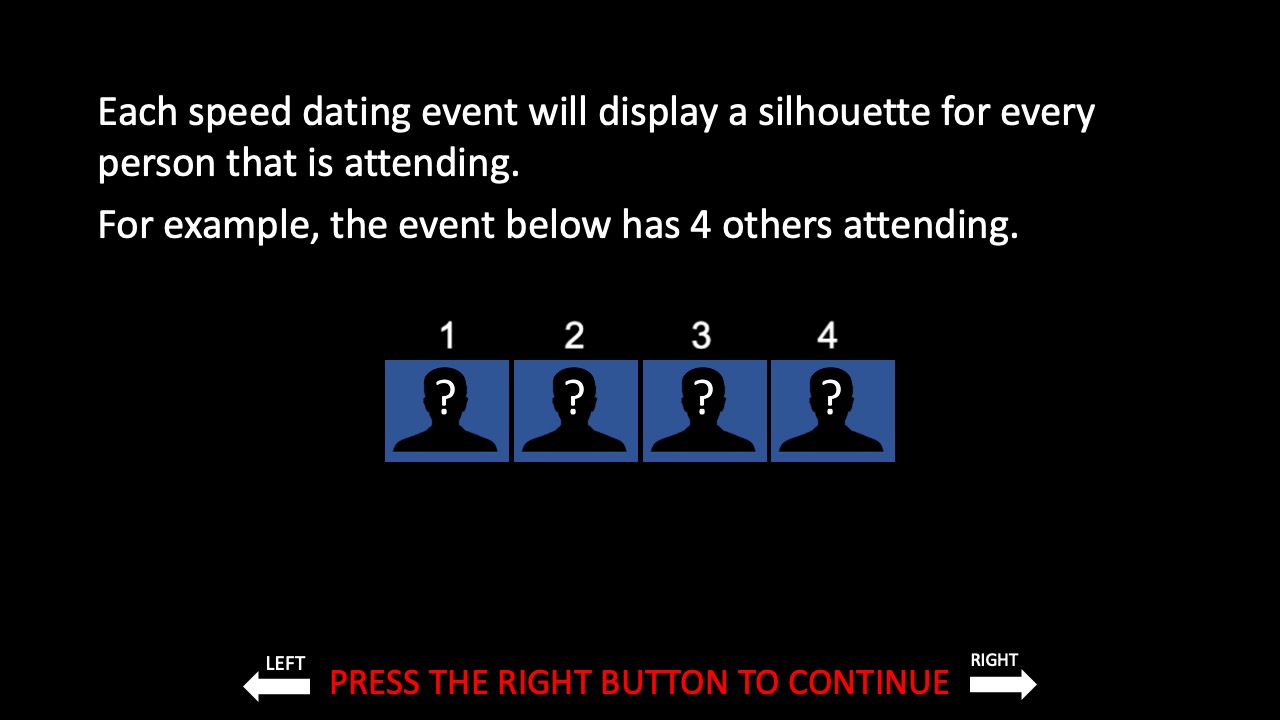 Each speed dating event will display a silhouette for every
person that is attending.
For example, the event below has 4 others attending.
1 2 3 4
? ? ? ?
LEFT PRESS THE RIGHT BUTTON TO CONTINUE RIGHT